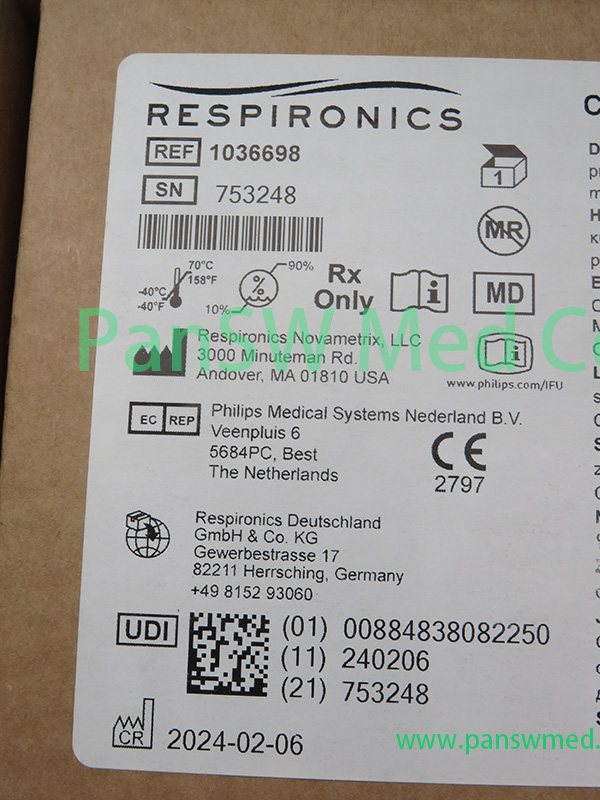 RESPIRONICS
REF 1036698
SN 753248
1
MR
70°C
158°F
-40°C
-40°F
90%
10%
Rx
Only
MD
PanSW Med C
Respironics Novametrix, LLC
3000 Minuteman Rd.
Andover, MA 01810 USA
www.philips.com/IFU
EC REP
Philips Medical Systems Nederland B.V.
Veenpluis 6
5684PC, Best
The Netherlands
CE
2797
Respironics Deutschland
GmbH & Co. KG
Gewerbestrasse 17
82211 Herrsching, Germany
+49 8152 93060
UDI
(01) 00884838082250
(11) 240206
(21) 753248
CR
2024-02-06
www.panswmed.